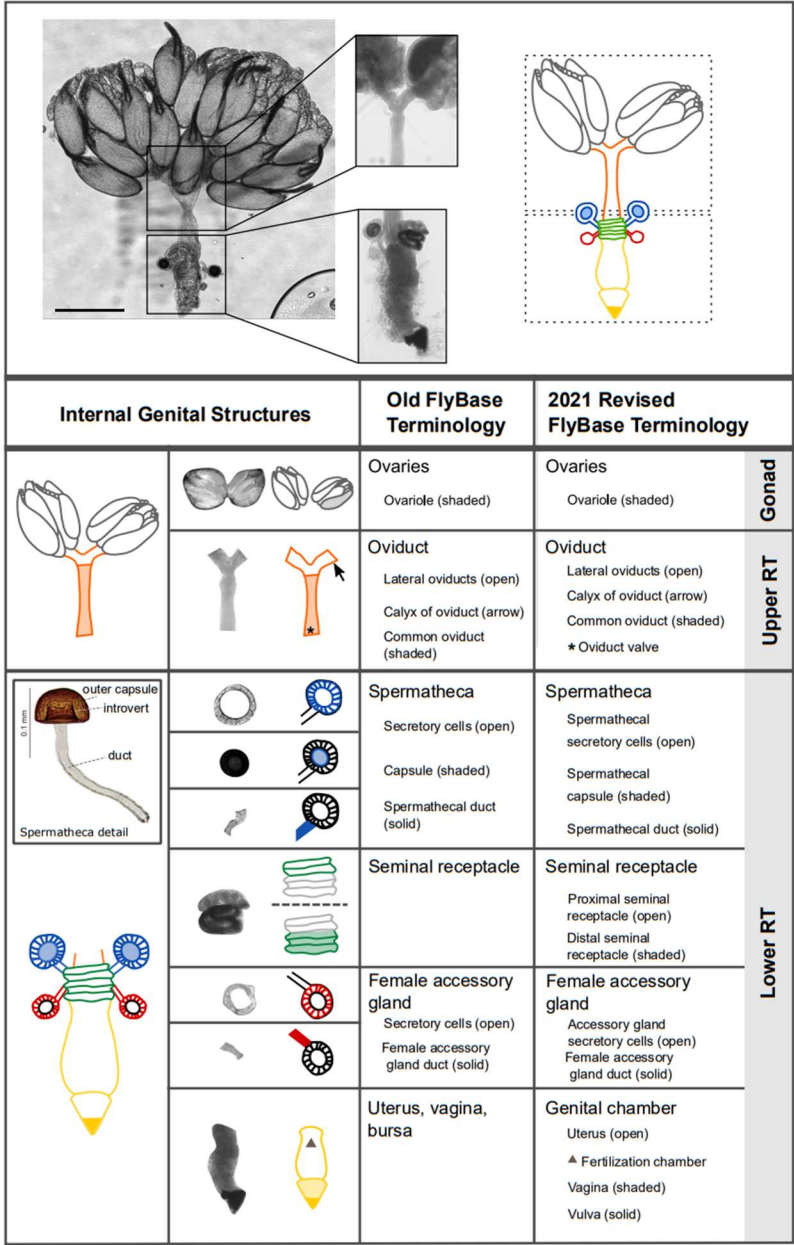 Internal Genital Structures
Old FlyBase
Terminology
2021 Revised
FlyBase Terminology
Ovaries
Ovariole (shaded)
Ovaries
Ovariole (shaded)
Gonad
Oviduct
Lateral oviducts (open)
Calyx of oviduct (arrow)
Common oviduct
(shaded)
*
Oviduct
Lateral oviducts (open)
Calyx of oviduct (arrow)
Common oviduct (shaded)
* Oviduct valve
Upper RT
outer capsule
introvert
duct
0.1 mm
Spermatheca detail
Spermatheca
Secretory cells (open)
Capsule (shaded)
Spermathecal duct
(solid)
Spermatheca
Spermathecal
secretory cells (open)
Spermathecal
capsule (shaded)
Spermathecal duct (solid)
Seminal receptacle
Seminal receptacle
Proximal seminal
receptacle (open)
Distal seminal
receptacle (shaded)
Lower RT
Female accessory
gland
Secretory cells (open)
Female accessory
gland duct (solid)
Female accessory
gland
Accessory gland
secretory cells (open)
Female accessory
gland duct (solid)
Uterus, vagina,
bursa
Genital chamber
Uterus (open)
Fertilization chamber
Vagina (shaded)
Vulva (solid)